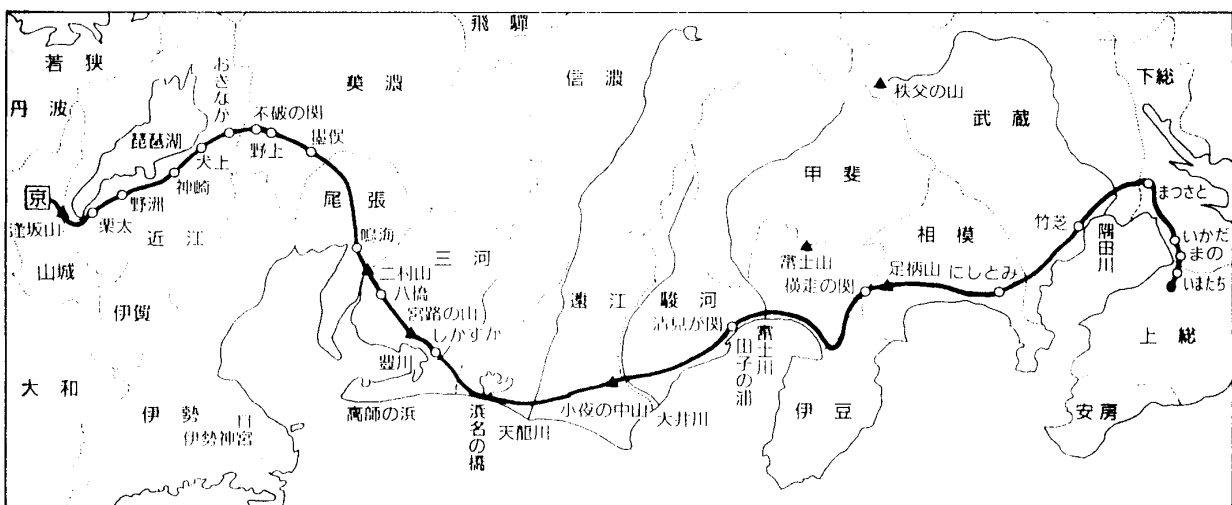 飛騨
若狭
美濃
信濃
下総
おきなか
丹波
不破の関
秩父の山
武蔵
琵琶湖
野上
墨俣
犬上
神崎
甲斐
京
尾張
まつさと
野洲
竹芝
栗太
逢坂山
近江
相模
隅田川
いかだ
鳴海
三河
富士山
まの
山城
二村山
足柄山
にしとみ
いまたち
八橋
遠江
駿河
横走の関
伊賀
宮路の山
しかすが
清見が関
富士川
上総
豊川
田子の浦
大和
伊勢
高師の浜
浜名の橋
小夜の中山
大井川
伊豆
安房
伊勢神宮
天龍川